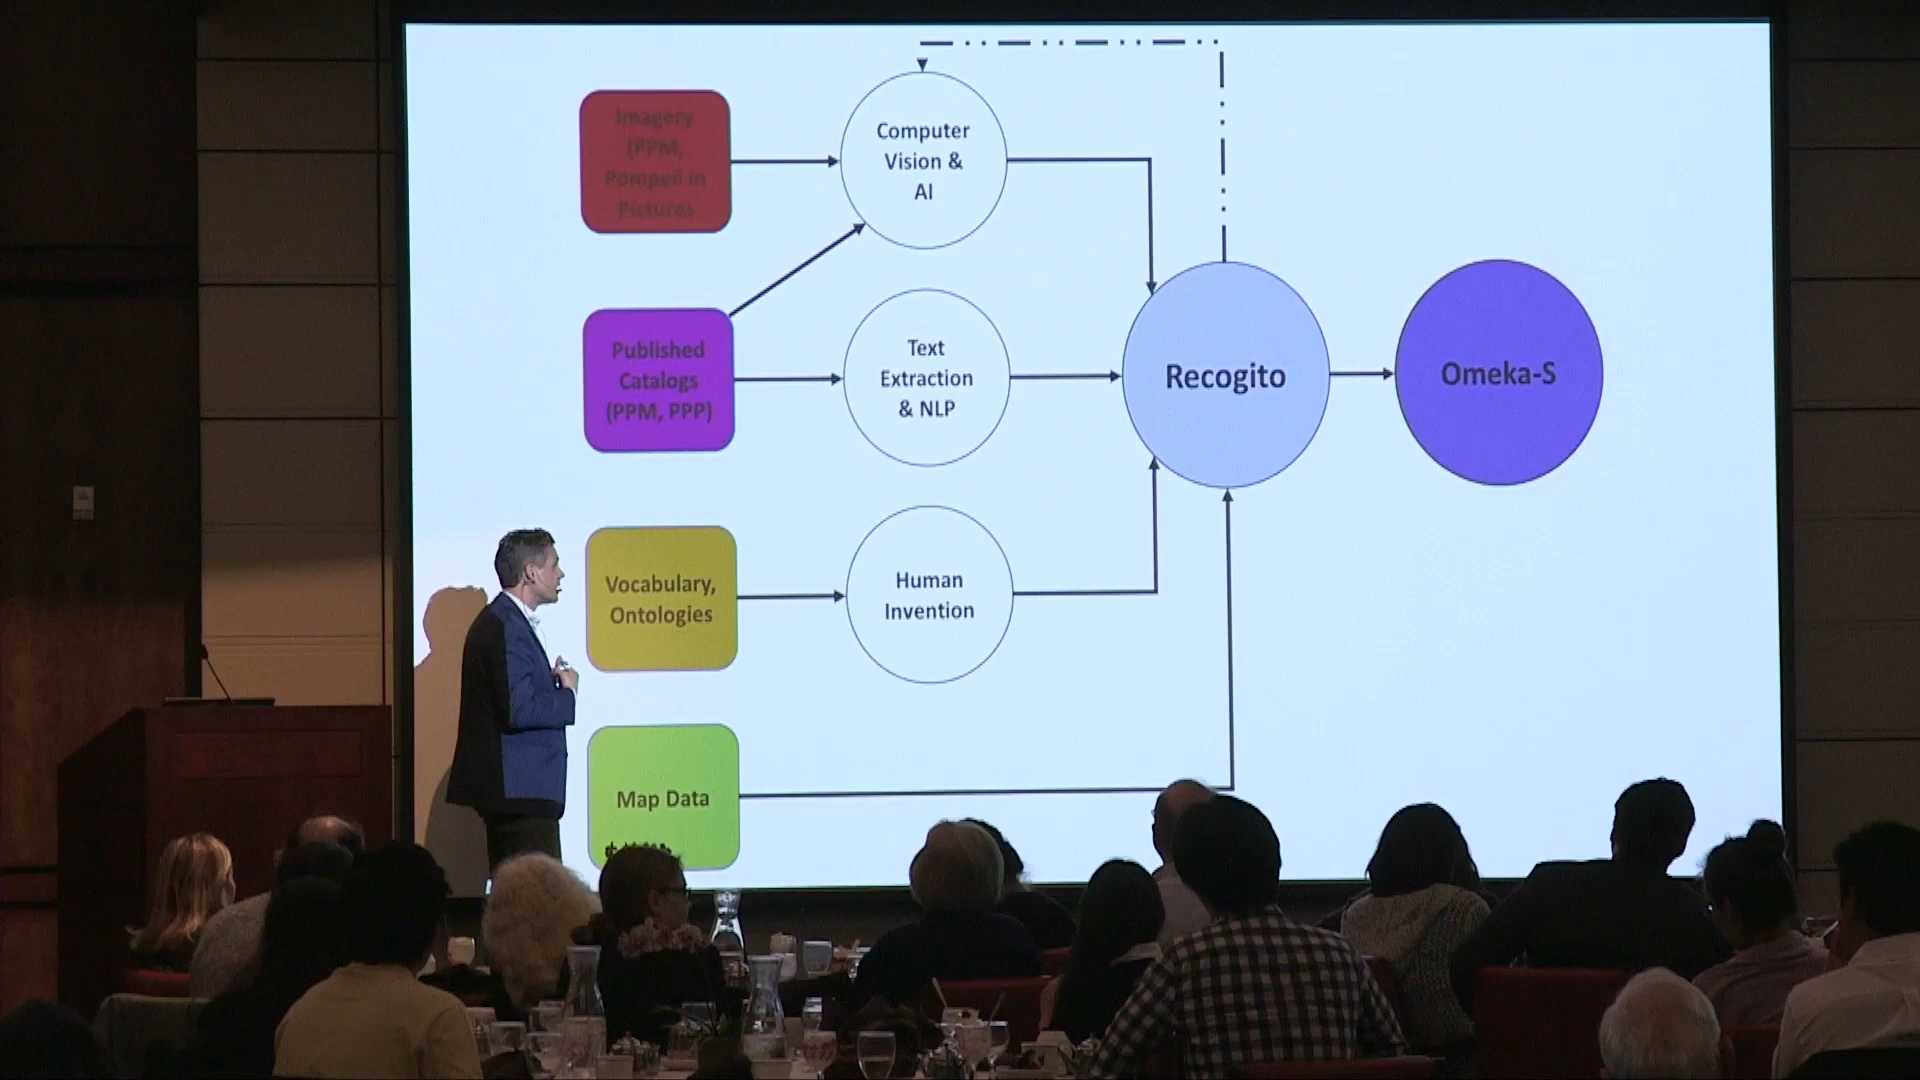 Imagery
(PPM,
Pompeii in
Pictures
Computer
Vision &
AI
Published
Catalogs
(PPM, PPP)
Text
Extraction
& NLP
Recogito
Omeka-S
Vocabulary,
Ontologies
Human
Invention
Map Data